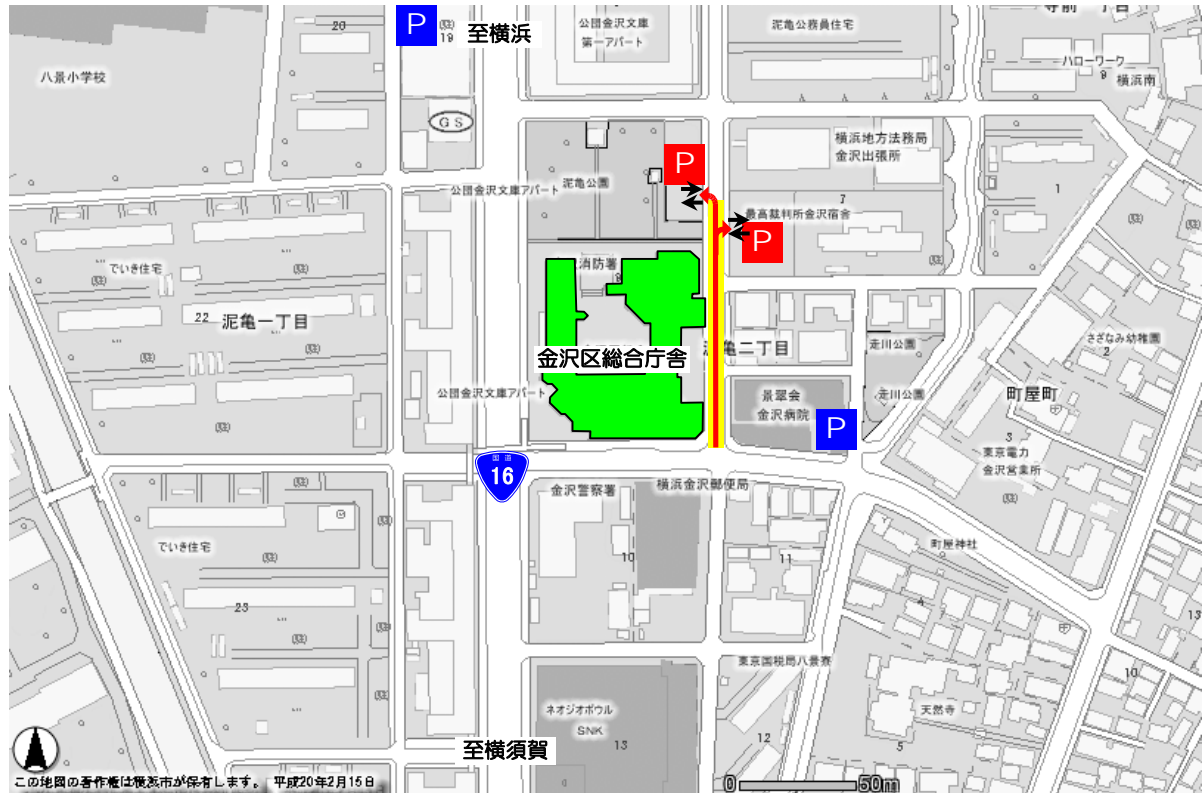 P
至横浜
20
19
公団金沢文庫
第一アパート
泥亀公務員住宅
ハローワーク
9
横浜南
八景小学校
GS
横浜地方法務局
金沢出張所
P
公団金沢文庫アパート
泥亀公園
1
7
最高裁判所金沢宿舎
P
消防署
でいき住宅
22
泥亀一丁目
金沢区総合庁舎
亀二丁目
走川公園
さざなみ幼稚園
2
公団金沢文庫アパート
景翠会
金沢病院
走川公園
町屋町
P
3
東京電力
金沢営業所
国道
16
金沢警察署
横浜金沢郵便局
でいき住宅
10
11
町屋神社
23
4
13
東京国税局八景寮
10
ネオジオボウル
SNK
13
天然寺
12
5
至横須賀
この地図の著作権は横浜市が保有します。 平成20年2月15日
0 50m